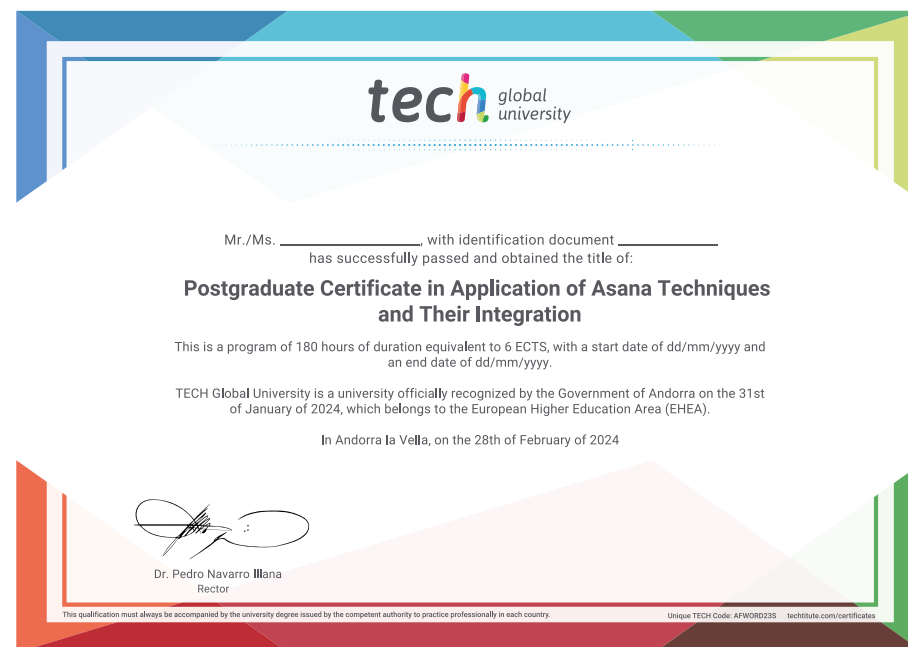 tech global university
Mr./Ms. ____________, with identification document ____________
has successfully passed and obtained the title of:
Postgraduate Certificate in Application of Asana Techniques
and Their Integration
This is a program of 180 hours of duration equivalent to 6 ECTS, with a start date of dd/mm/yyyy and
an end date of dd/mm/yyyy.
TECH Global University is a university officially recognized by the Government of Andorra on the 31st
of January of 2024, which belongs to the European Higher Education Area (EHEA).
In Andorra la Vella, on the 28th of February of 2024
Dr. Pedro Navarro Illana
Rector
This qualification must always be accompanied by the university degree issued by the competent authority to practice professionally in each country.
Unique TECH Code: AFWORD23S techtitute.com/certificates